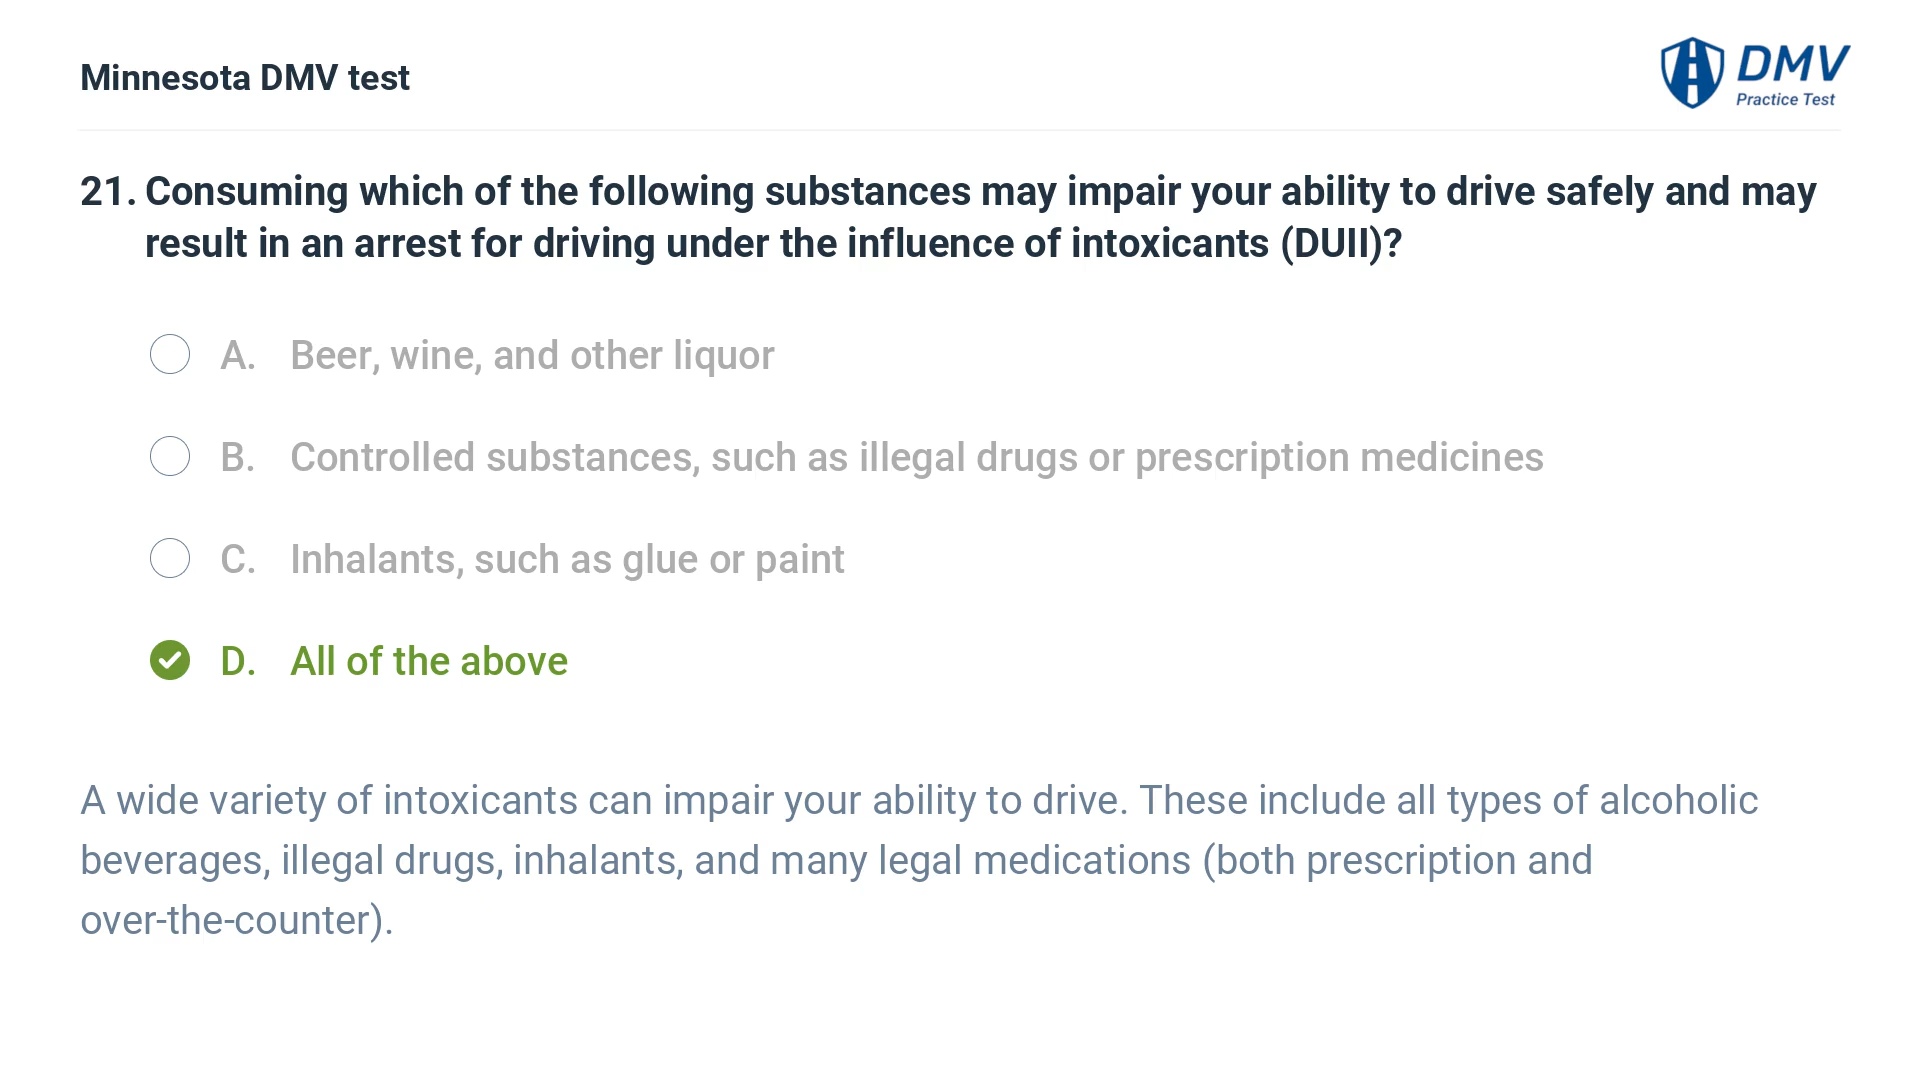 Minnesota DMV test
DMV
Practice Test
21. Consuming which of the following substances may impair your ability to drive safely and may
result in an arrest for driving under the influence of intoxicants (DUII)?
A. Beer, wine, and other liquor
B. Controlled substances, such as illegal drugs or prescription medicines
C. Inhalants, such as glue or paint
D. All of the above
A wide variety of intoxicants can impair your ability to drive. These include all types of alcoholic
beverages, illegal drugs, inhalants, and many legal medications (both prescription and
over-the-counter).